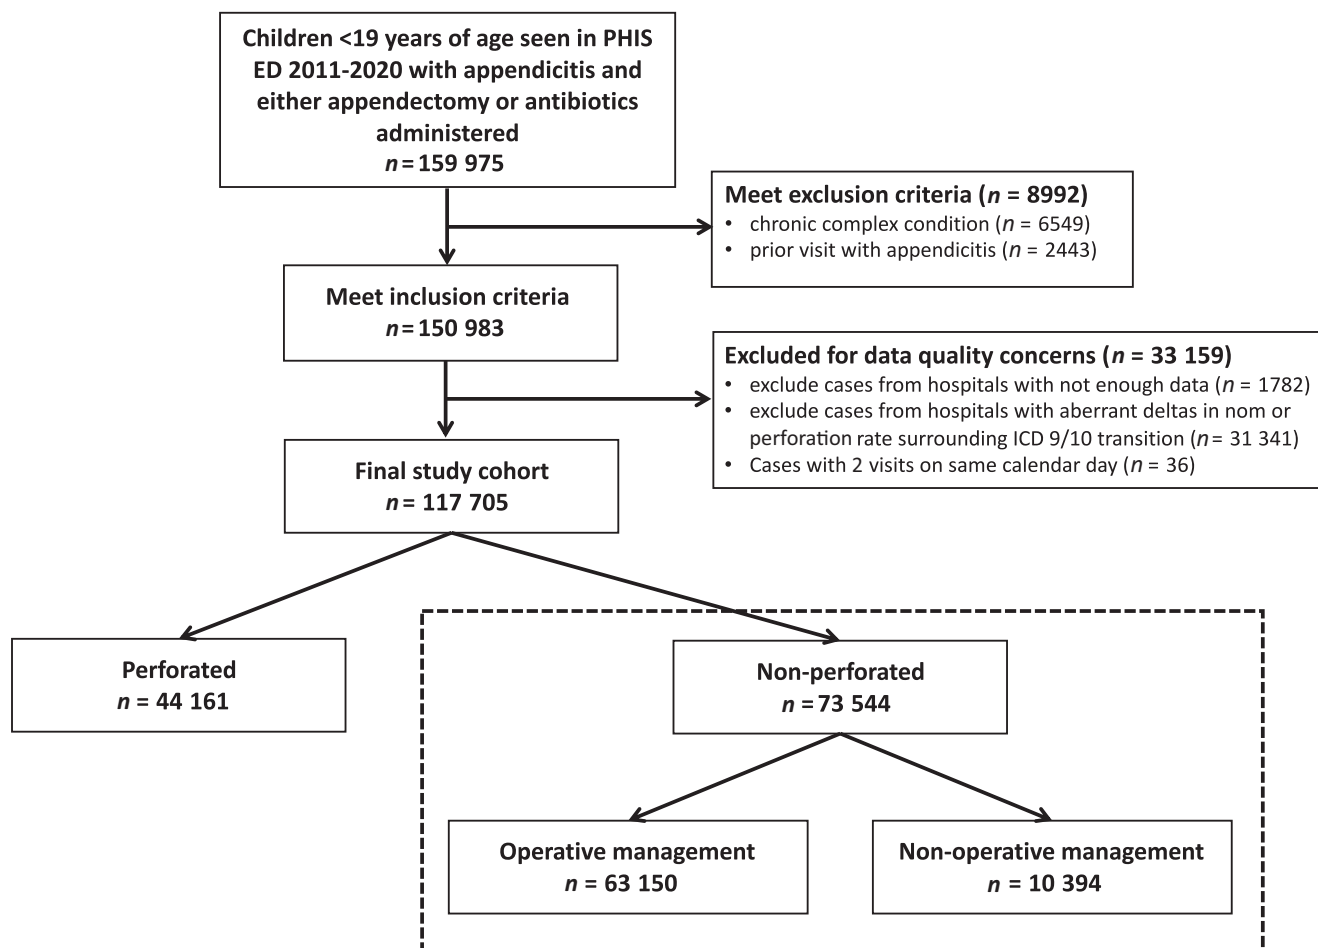 Children <19 years of age seen in PHIS
ED 2011-2020 with appendicitis and
either appendectomy or antibiotics
administered
n = 159 975
Meet exclusion criteria (n = 8992)
• chronic complex condition (n = 6549)
• prior visit with appendicitis (n = 2443)
Meet inclusion criteria
n = 150 983
Excluded for data quality concerns (n = 33 159)
• exclude cases from hospitals with not enough data (n = 1782)
• exclude cases from hospitals with aberrant deltas in nom or
perforation rate surrounding ICD 9/10 transition (n = 31 341)
• Cases with 2 visits on same calendar day (n = 36)
Final study cohort
n = 117 705
Perforated
n = 44 161
Non-perforated
n = 73 544
Operative management
n = 63 150
Non-operative management
n = 10 394